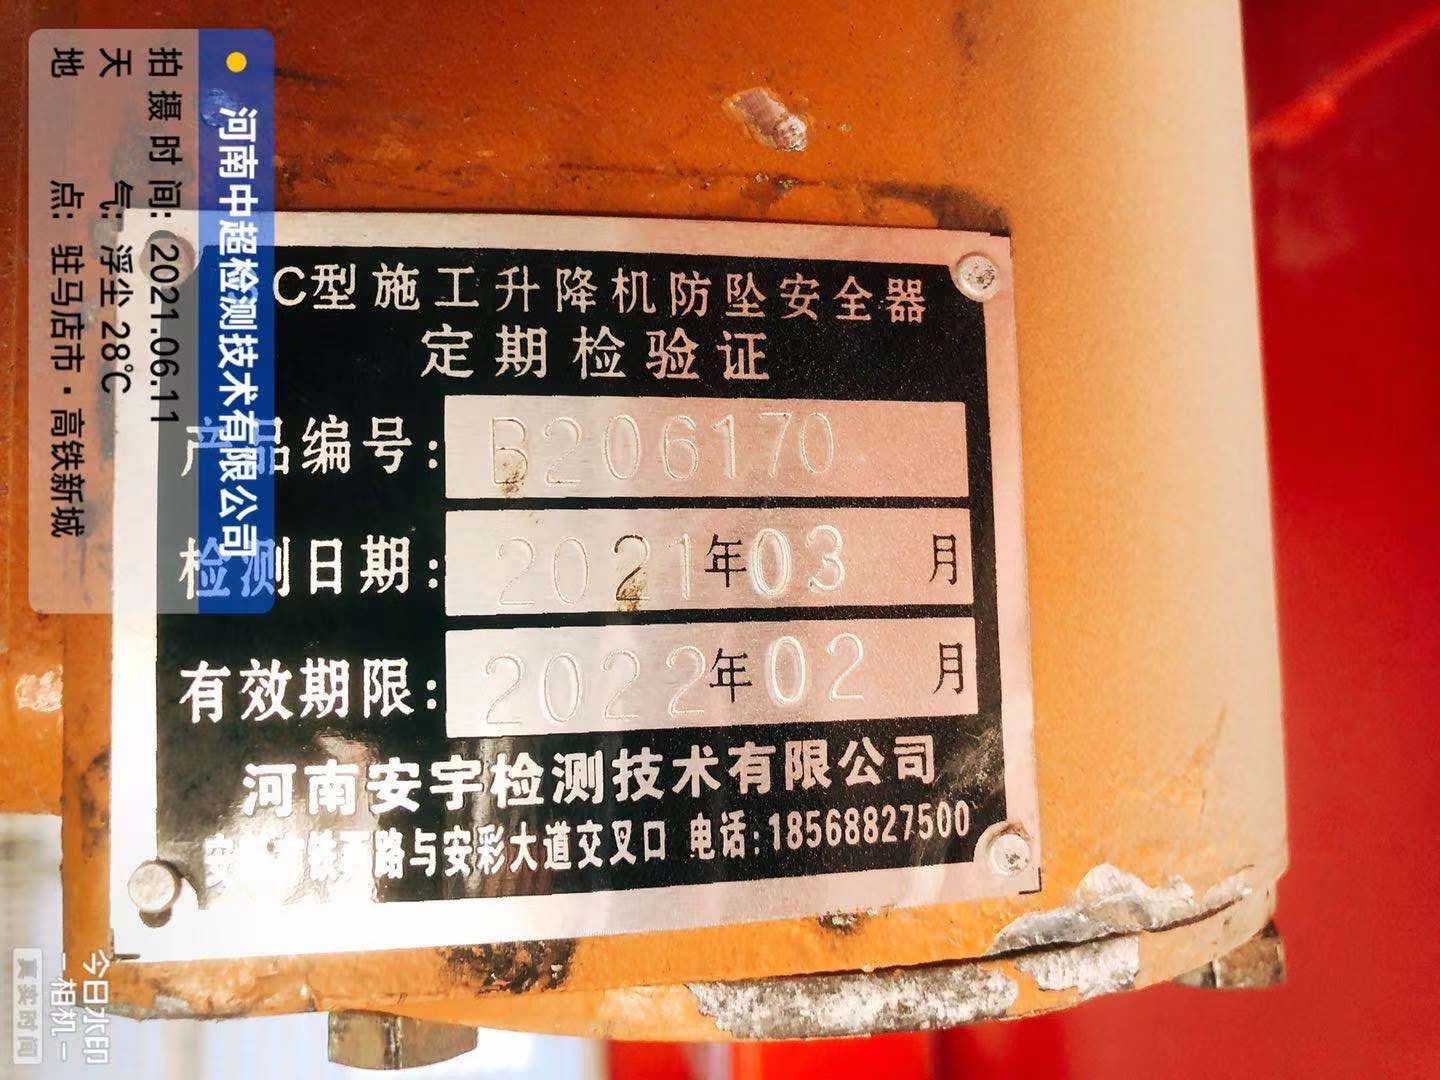 C型施工升降机防坠安全器
定期检验证
产品编号: B206170
检测日期: 2021年03月
有效期限: 2022年02月
河南安宇检测技术有限公司
路与安彩大道交叉口 电话:18568827500
河南中超检测技术有限公司
拍摄时间: 2021.06.11
天气: 浮尘 28℃
地点: 驻马店市·高铁新城
今日水印
相机
真实时间